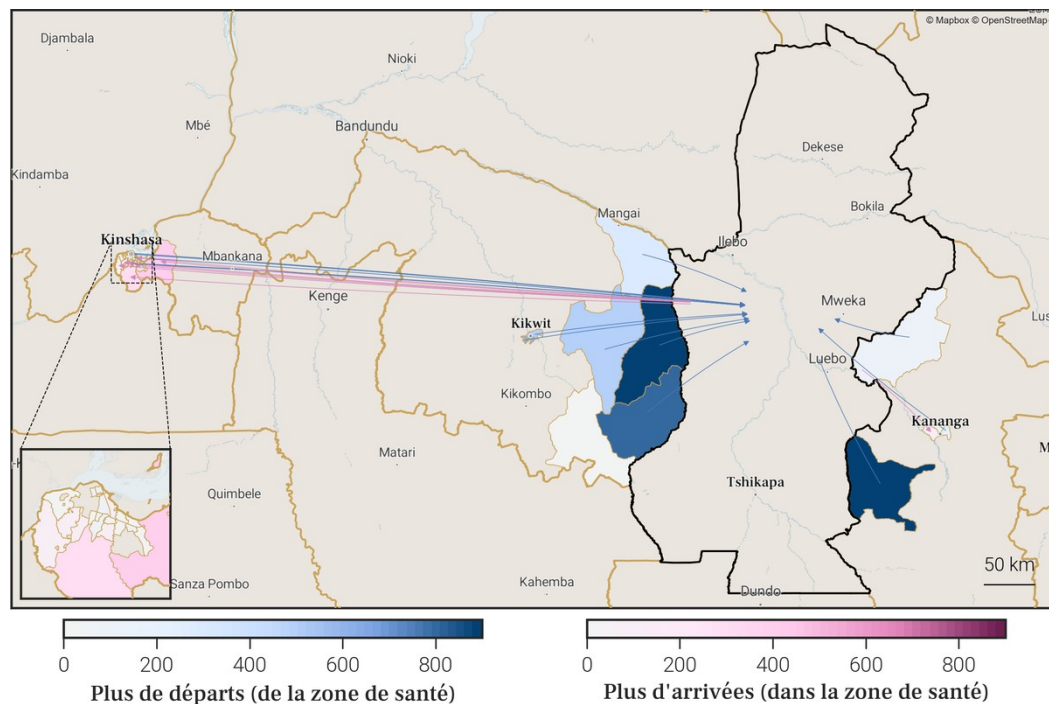 © Mapbox © OpenStreetMap
Djambala
Nioki
Mbé
Bandundu
Dekese
Kindamba
Bokila
Mangai
Kinshasa
Ilebo
Mbankana
Kenge
Mweka
Lus
Kikwit
Luebo
Kikombo
Kananga
Matari
M
Tshikapa
Quimbele
50 km
Sanza Pombo
Kahemba
Dundo
0 200 400 600 800
0 200 400 600 800
Plus de départs (de la zone de santé)
Plus d'arrivées (dans la zone de santé)